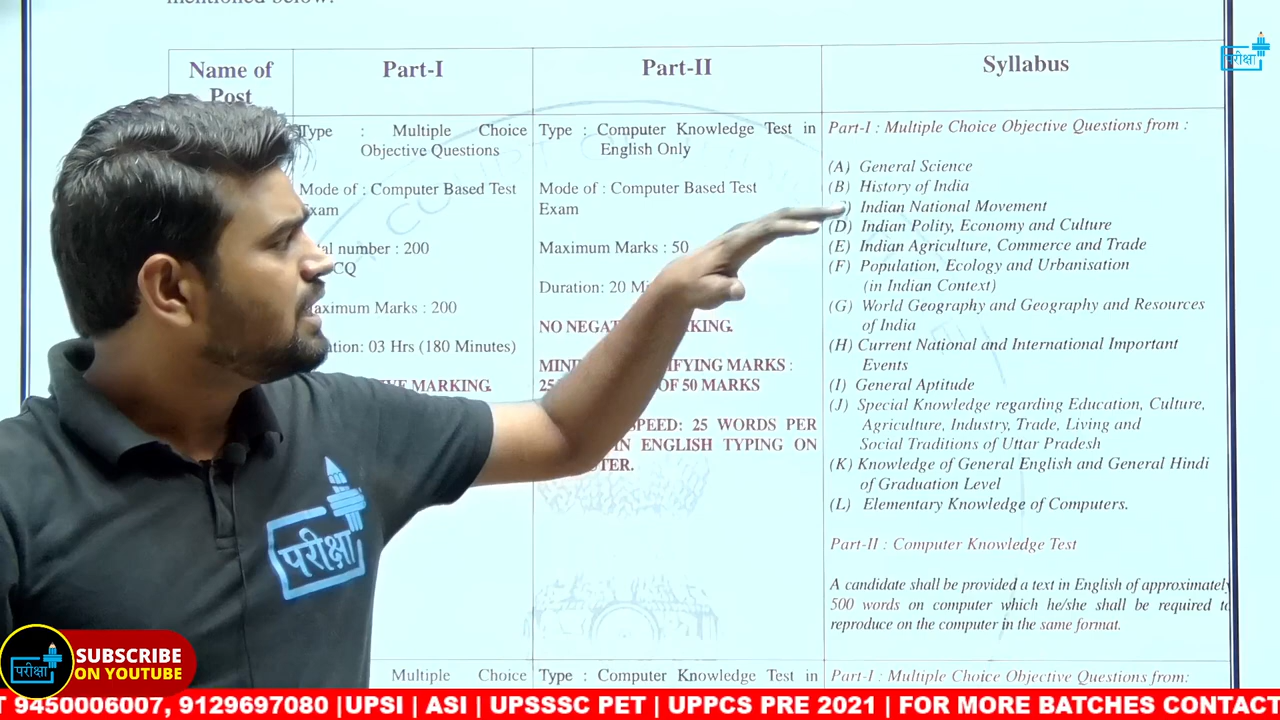 mentioned below:
Name of
Post
Part-I
Part-II
Syllabus
Type : Multiple Choice
Objective Questions
Mode of : Computer Based Test
Exam
number : 200
Maximum Marks : 200
03 Hrs (180 Minutes)
MARKING.
Type : Computer Knowledge Test in
English Only
Mode of : Computer Based Test
Exam
Maximum Marks : 50
Duration: 20
NO
MARKS :
25 OF 50 MARKS
SPEED: 25 WORDS PER
IN ENGLISH TYPING ON
Part-I : Multiple Choice Objective Questions from :
(A) General Science
(B) History of India
Indian National Movement
(D) Indian Polity, Economy and Culture
(E) Indian Agriculture, Commerce and Trade
(F) Population, Ecology and Urbanisation
(in Indian Context)
(G) World Geography and Geography and Resources
of India
(H) Current National and International Important
Events
(I) General Aptitude
(J) Special Knowledge regarding Education, Culture,
Agriculture, Industry, Trade, Living and
Social Traditions of Uttar Pradesh
(K) Knowledge of General English and General Hindi
of Graduation Level
(L) Elementary Knowledge of Computers.
Part-II : Computer Knowledge Test
A candidate shall be provided a text in English of approximately
500 words on computer which he/she shall be required to
reproduce on the computer in the same format.
Multiple Choice
Type : Computer Knowledge Test in
Part-I : Multiple Choice Objective Questions from:
परीक्षा
परीक्षा
परीक्षा
SUBSCRIBE
ON YOUTUBE
9450006007, 9129697080 |UPSI | ASI | UPSSSC PET | UPPCS PRE 2021 | FOR MORE BATCHES CONTACT